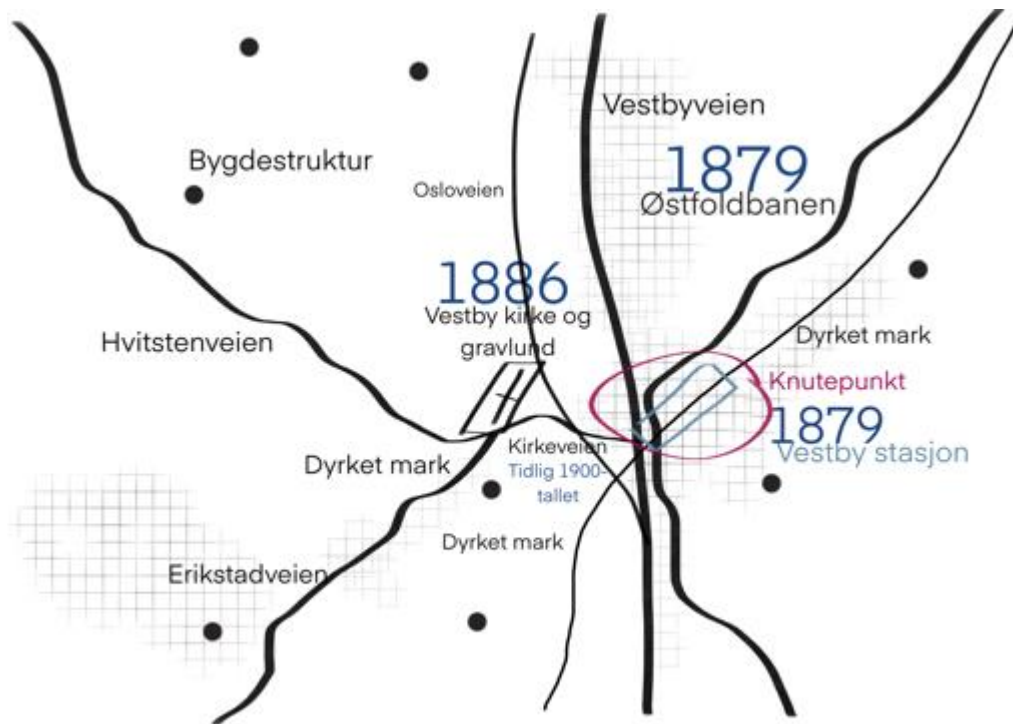 Vestbyveien
1879
Østfoldbanen
Bygdestruktur
Osloveien
1886
Vestby kirke og
gravlund
Hvitstenveien
Dyrket mark
Knutepunkt
1879
Vestby stasjon
Kirkeveien
Tidlig 1900-
tallet
Dyrket mark
Dyrket mark
Erikstadveien